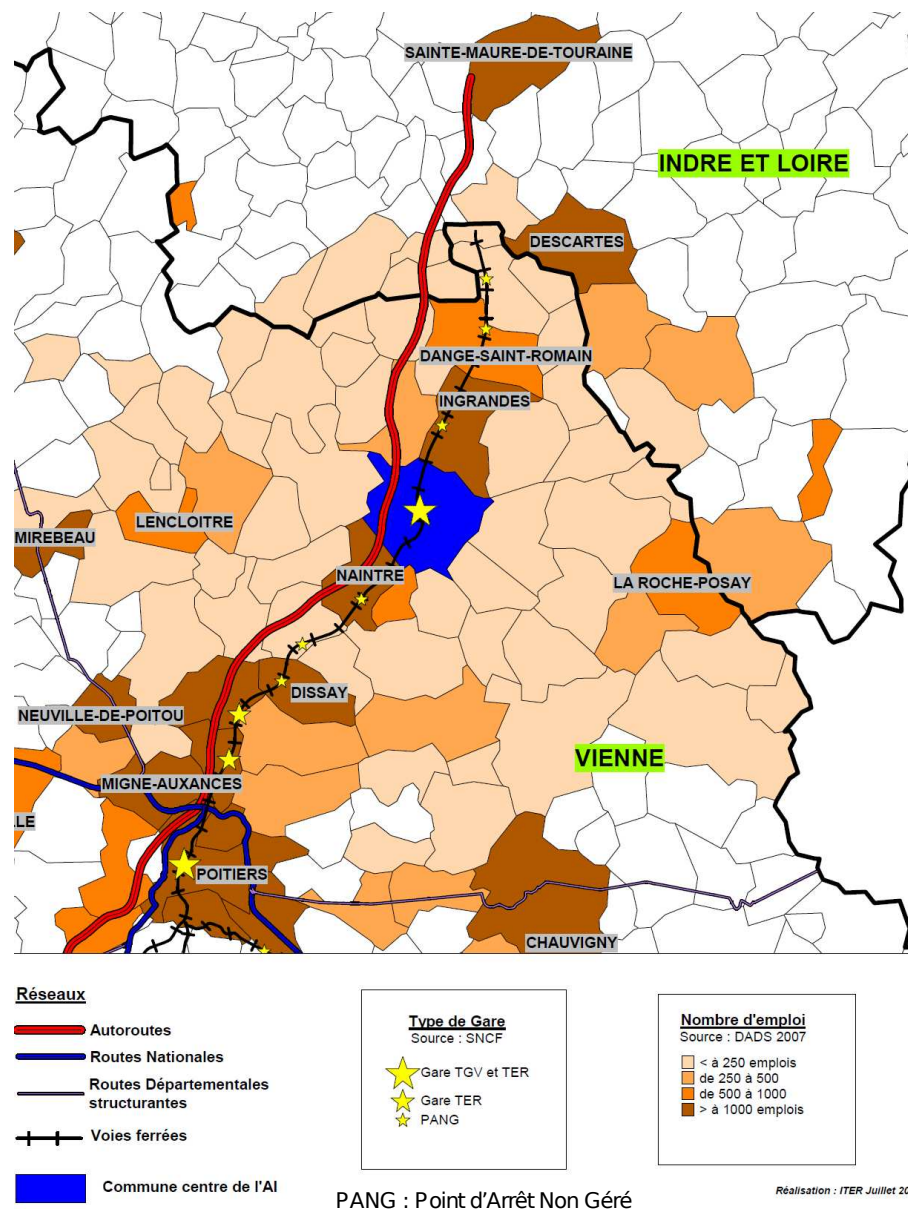 SAINTE-MAURE-DE-TOURAINE
INDRE ET LOIRE
DESCARTES
DANGE-SAINT-ROMAIN
INGRANDES
LENCLOITRE
MIREBEAU
NAINTRE
LA ROCHE-POSAY
DISSAY
NEUVILLE-DE-POITOU
VIENNE
MIGNE-AUXANCES
LLE
POITIERS
CHAUVIGNY
Réseaux
Autoroutes
Routes Nationales
Routes Départementales
structurantes
Voies ferrées
Commune centre de l'AI
Type de Gare
Source : SNCF
Gare TGV et TER
Gare TER
PANG
PANG : Point d'Arrêt Non Géré
Nombre d'emploi
Source : DADS 2007
< à 250 emplois
de 250 à 500
de 500 à 1000
> à 1000 emplois
Réalisation : ITER Juillet 20